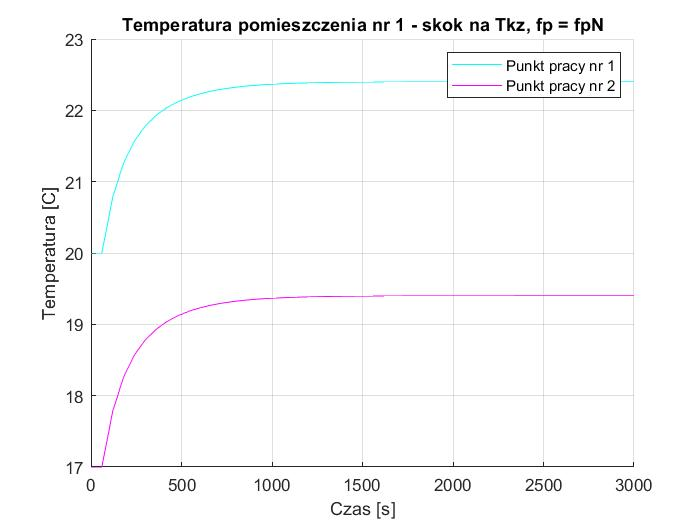 Temperatura pomieszczenia nr 1 - skok na Tkz, fp = fpN
Punkt pracy nr 1
Punkt pracy nr 2
Temperatura [C]
23
22
21
20
19
18
17
0 500 1000 1500 2000 2500 3000
Czas [s]